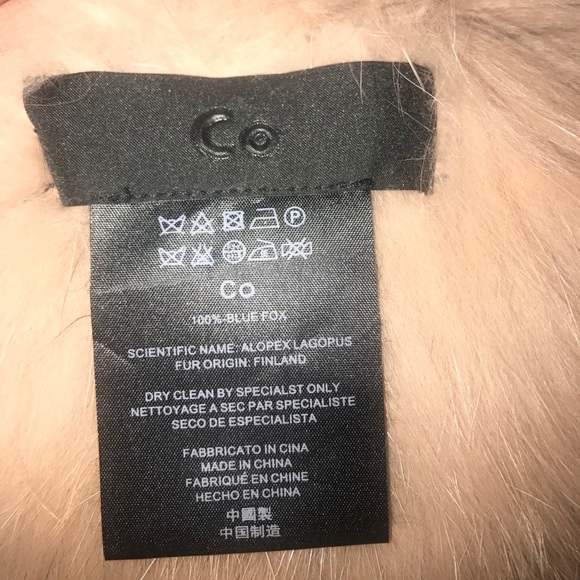 Co
P
Co
100%-BLUE FOX
SCIENTIFIC NAME: ALOPEX LAGOPUS
FUR ORIGIN: FINLAND
DRY CLEAN BY SPECIALST ONLY
NETTOYAGE A SEC PAR SPECIALISTE
SECO DE ESPECIALISTA
FABBRICATO IN CINA
MADE IN CHINA
FABRIQUÉ EN CHINE
HECHO EN CHINA
中國製
中国制造